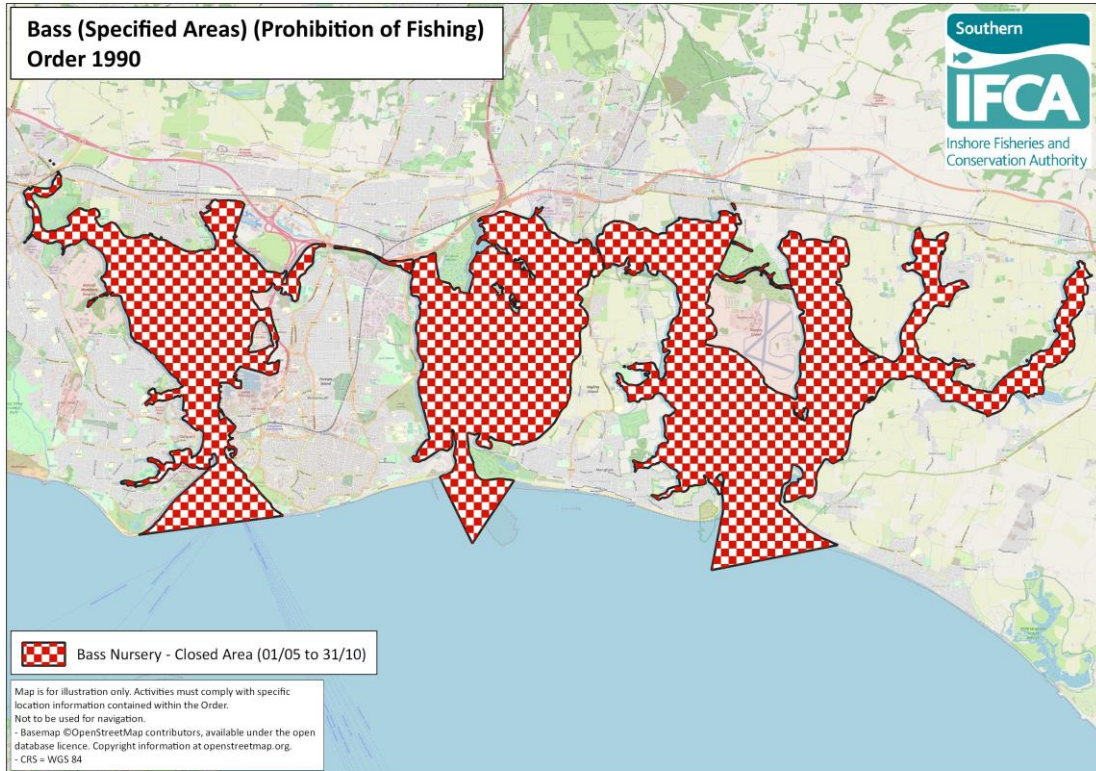 Bass (Specified Areas) (Prohibition of Fishing)
Order 1990
Southern
IFCA
Inshore Fisheries and
Conservation Authority
Bass Nursery - Closed Area (01/05 to 31/10)
Map is for illustration only. Activities must comply with specific
location information contained within the Order.
Not to be used for navigation.
- Basemap ©OpenStreetMap contributors, available under the open
database licence. Copyright information at openstreetmap.org.
- CRS = WGS 84